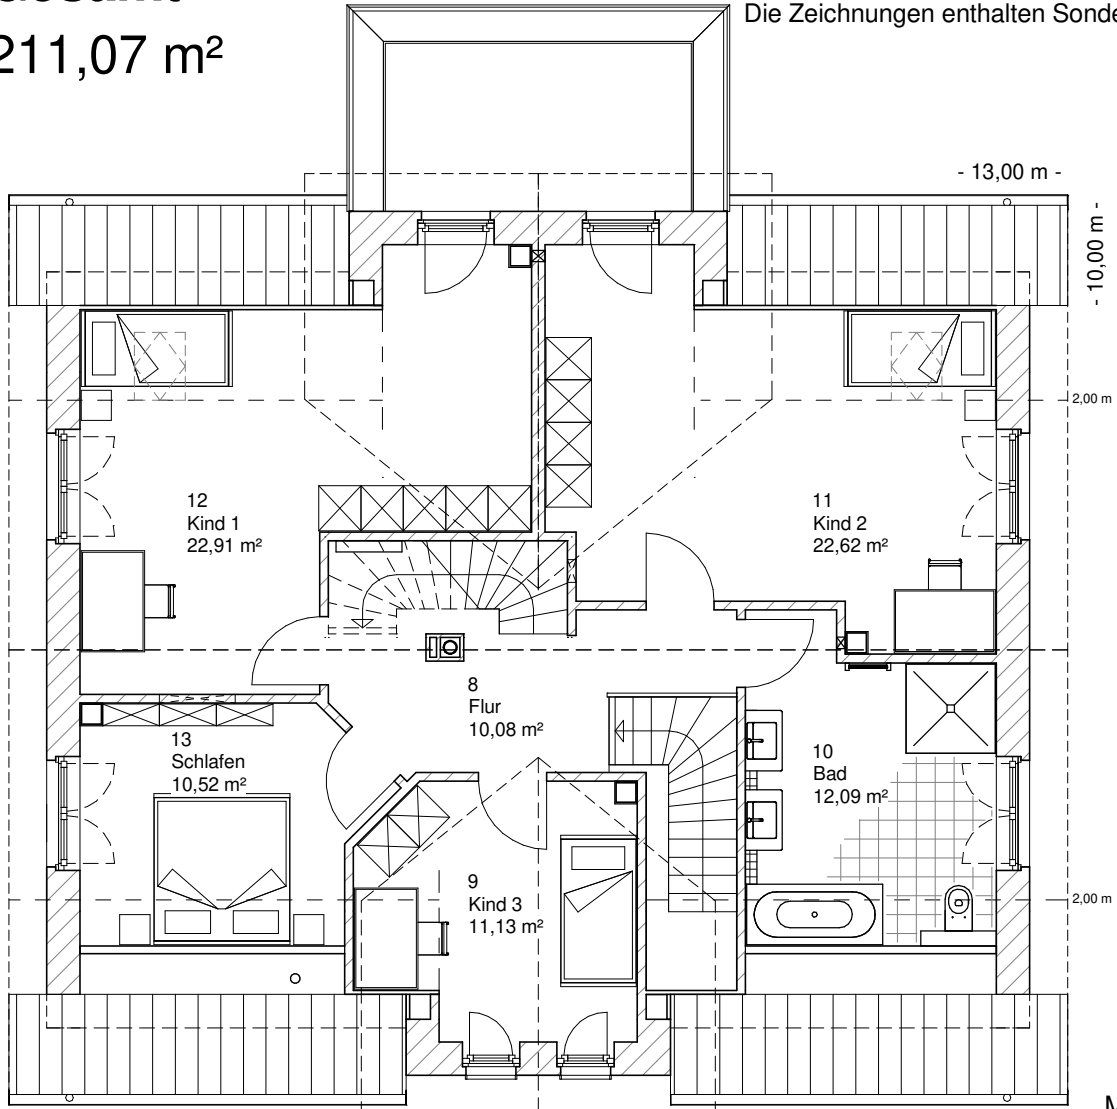 211,07 m²
Die Zeichnungen enthalten
- 13,00 m -
- 10,00 m -
2,00 m
12
Kind 1
22,91 m²
11
Kind 2
22,62 m²
8
Flur
10,08 m²
13
Schlafen
10,52 m²
10
Bad
12,09 m²
9
Kind 3
11,13 m²
2,00 m